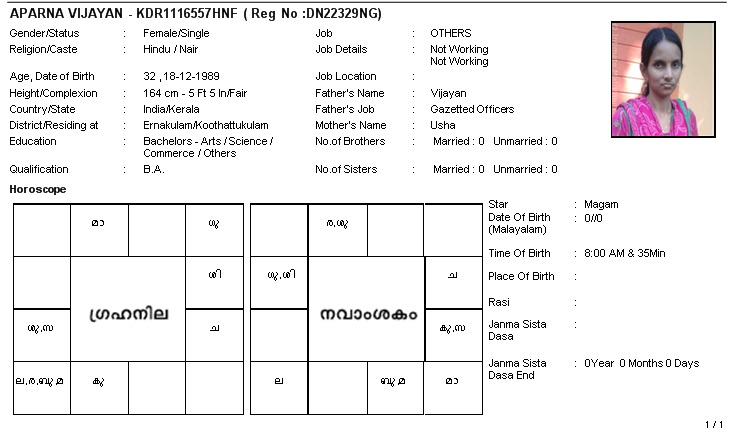 APARNA VIJAYAN - KDR1116557HNF ( Reg No :DN22329NG)
Gender/Status : Female/Single
Religion/Caste : Hindu / Nair
Age, Date of Birth : 32 ,18-12-1989
Height/Complexion : 164 cm - 5 Ft 5 In/Fair
Country/State : India/Kerala
District/Residing at : Ernakulam/Koothattukulam
Education : Bachelors - Arts / Science /
Commerce / Others
Qualification : B.A.
Job : OTHERS
Job Details : Not Working
Not Working
Job Location :
Father's Name : Vijayan
Father's Job : Gazetted Officers
Mother's Name : Usha
No.of Brothers : Married : 0 Unmarried : 0
No.of Sisters : Married : 0 Unmarried : 0
Horoscope
മാ ഗു
ശി
ഗ്രഹനില
ശു,സ ച
ല,ര,ബു,മ കു
ര,ശു
ഗു,ശി ച
നവാംശകം
കു,സ
ല ബു,മ മാ
Star : Magam
Date Of Birth : 0//0
(Malayalam)
Time Of Birth : 8:00 AM & 35Min
Place Of Birth :
Rasi :
Janma Sista :
Dasa
Janma Sista : 0Year 0 Months 0 Days
Dasa End
1 / 1